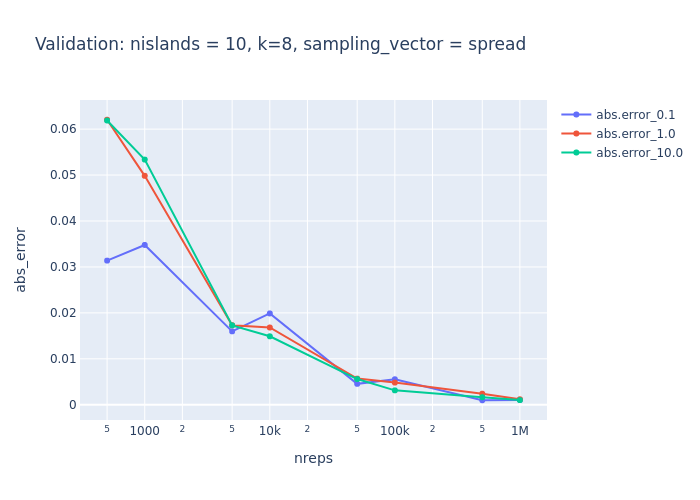 Validation: nislands = 10, k=8, sampling_vector = spread
abs.error_0.1
abs.error_1.0
abs.error_10.0
abs_error
0.06
0.05
0.04
0.03
0.02
0.01
0
5 1000 2 5 10k 2 5 100k 2 5 1M
nreps